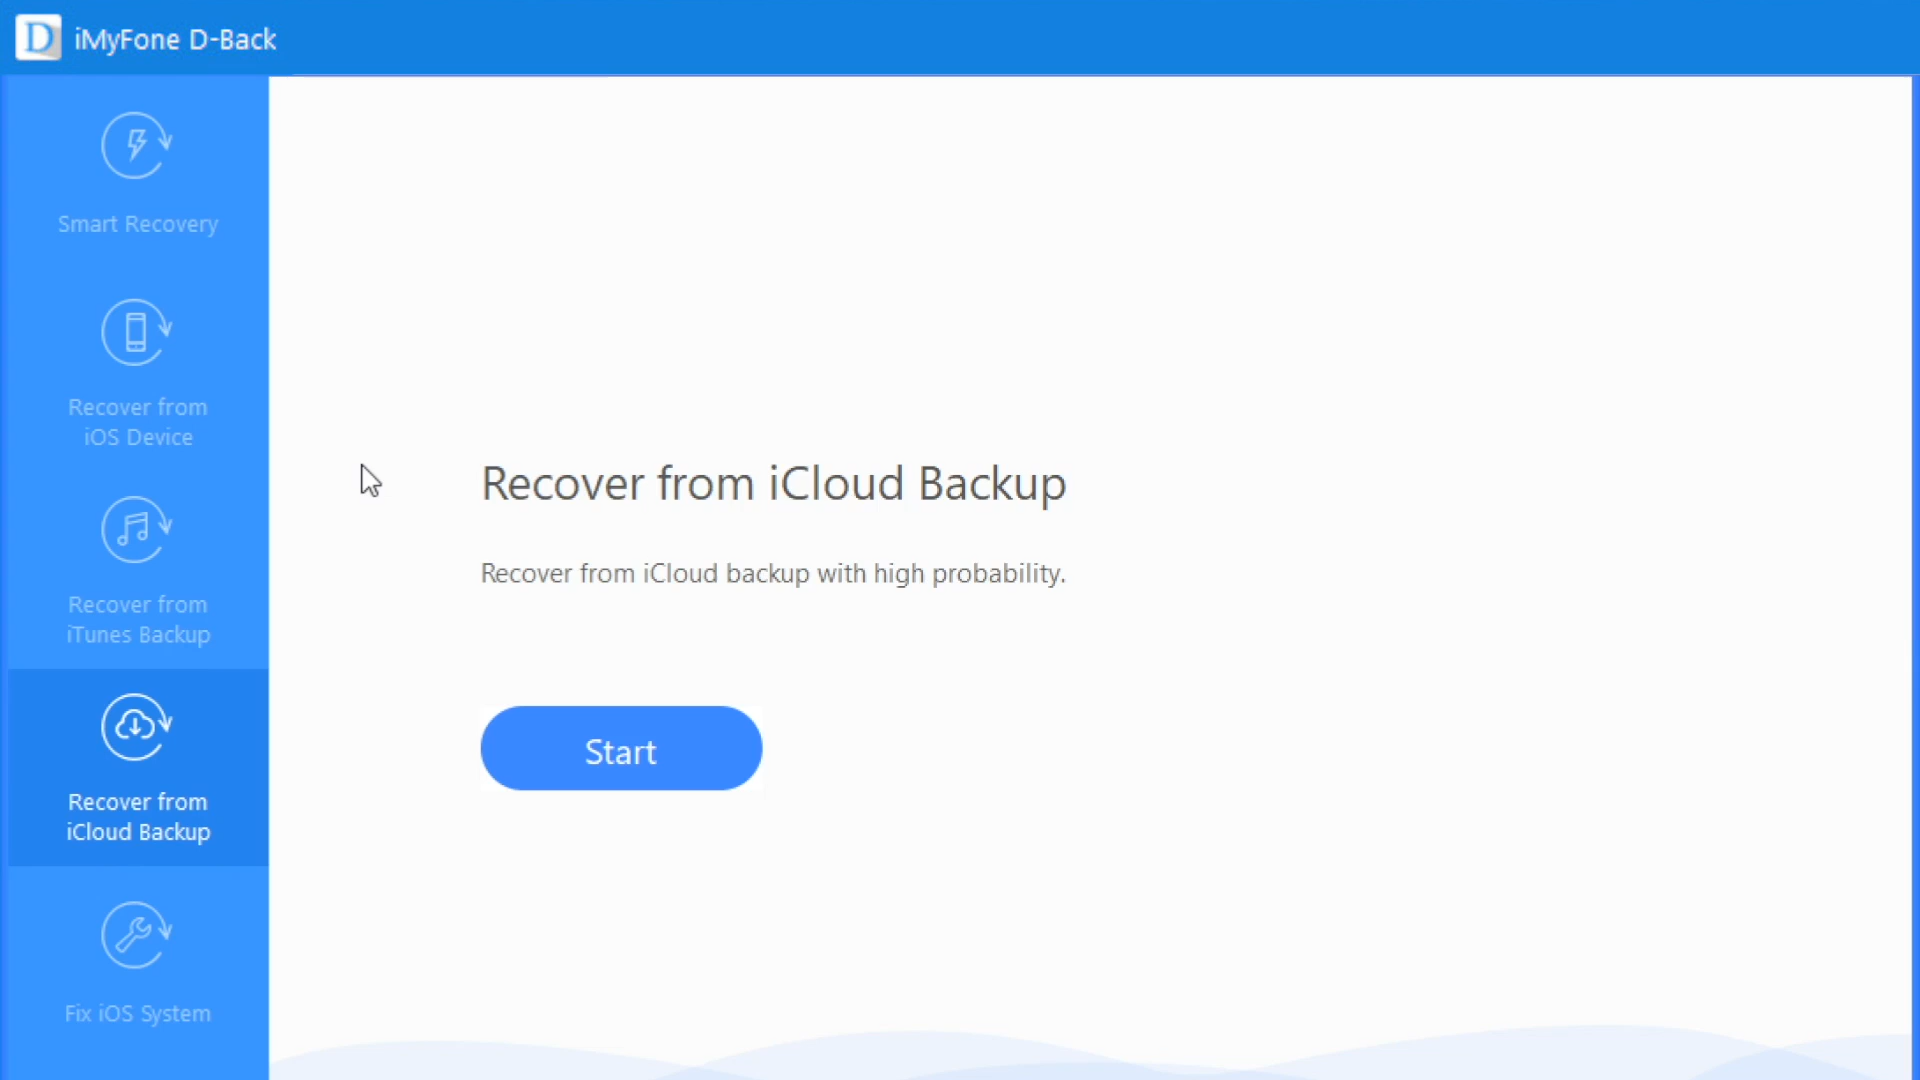 D iMyFone D-Back
Smart Recovery
Recover from
iOS Device
Recover from
iTunes Backup
Recover from
iCloud Backup
Fix iOS System
Recover from iCloud Backup
Recover from iCloud backup with high probability.
Start